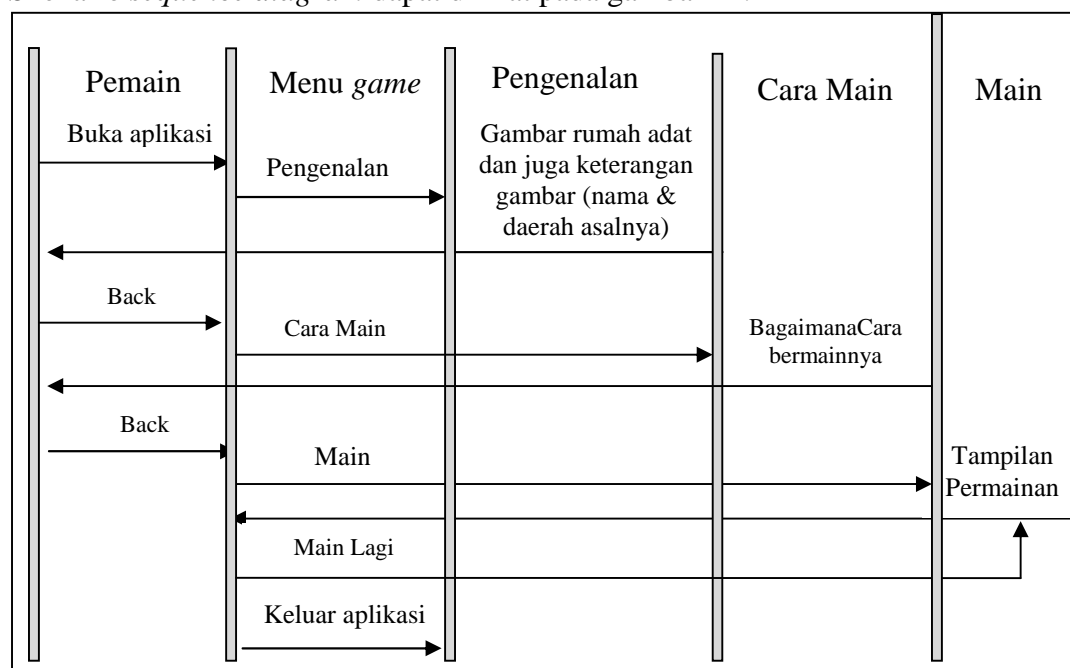 Pemain
Menu game
Pengenalan
Cara Main
Main
Buka aplikasi
Pengenalan
Gambar rumah adat
dan juga keterangan
gambar (nama &
daerah asalnya)
Back
Cara Main
BagaimanaCara
bermainnya
Back
Main
Tampilan
Permainan
Main Lagi
Keluar aplikasi